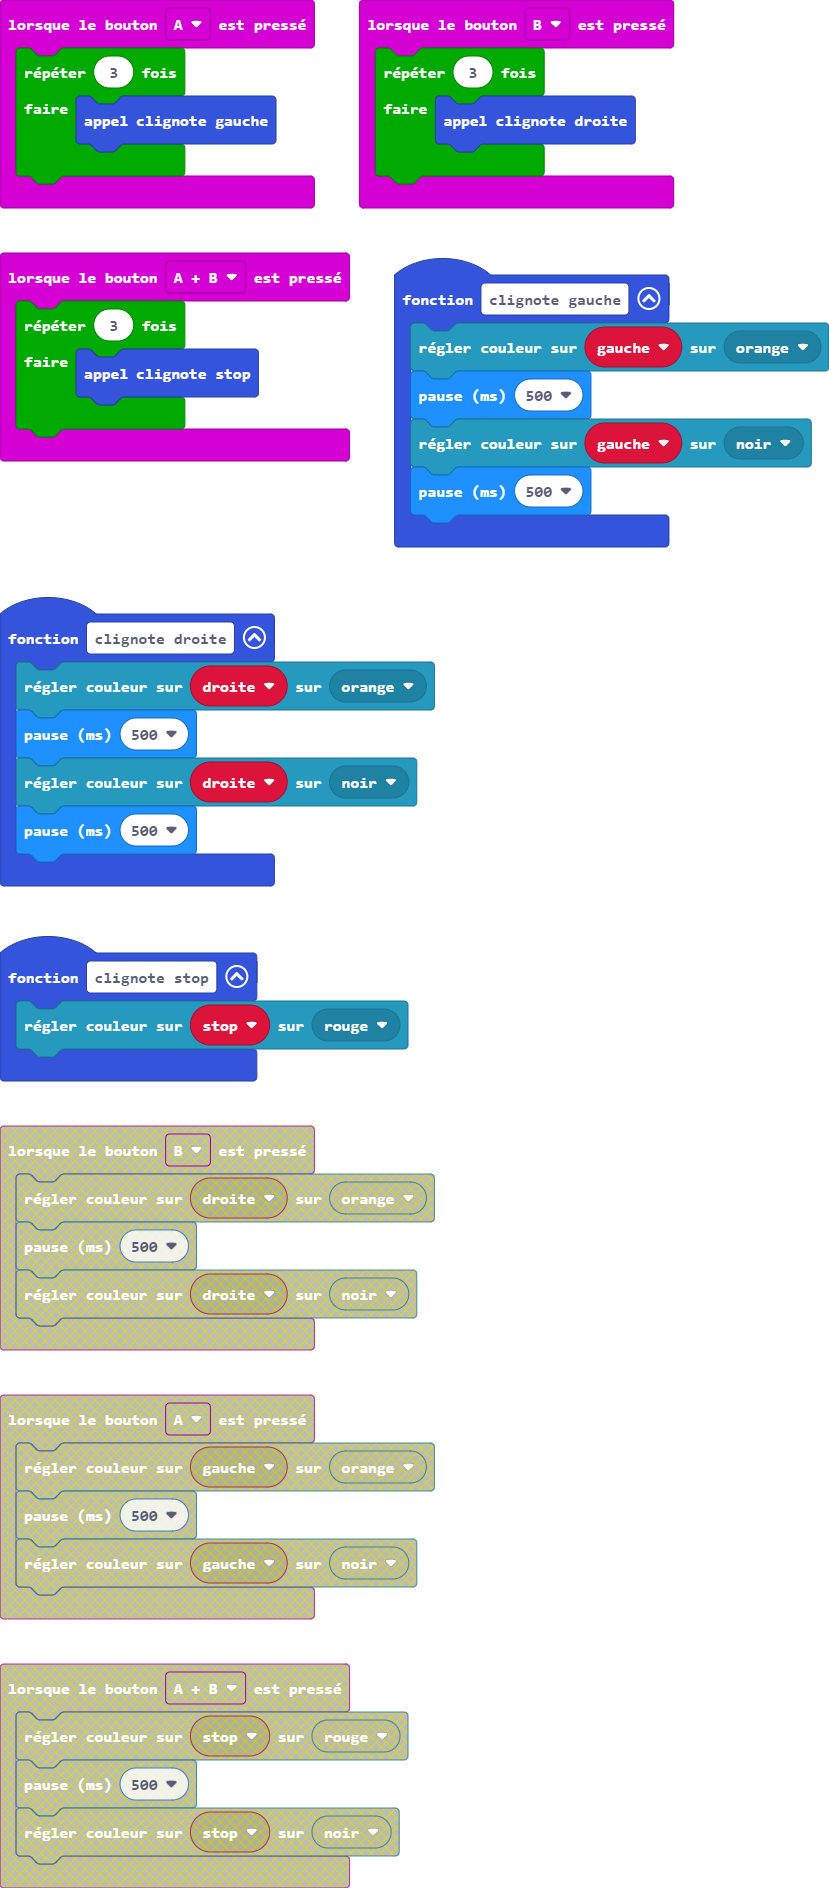 lorsque le bouton A est pressé
répéter 3 fois
faire
appel clignote gauche
lorsque le bouton B est pressé
répéter 3 fois
faire
appel clignote droite
lorsque le bouton A + B est pressé
répéter 3 fois
faire
appel clignote stop
fonction clignote gauche
régler couleur sur gauche sur orange
pause (ms) 500
régler couleur sur gauche sur noir
pause (ms) 500
fonction clignote droite
régler couleur sur droite sur orange
pause (ms) 500
régler couleur sur droite sur noir
pause (ms) 500
fonction clignote stop
régler couleur sur stop sur rouge
lorsque le bouton B est pressé
régler couleur sur droite sur orange
pause (ms) 500
régler couleur sur droite sur noir
lorsque le bouton A est pressé
régler couleur sur gauche sur orange
pause (ms) 500
régler couleur sur gauche sur noir
lorsque le bouton A + B est pressé
régler couleur sur stop sur rouge
pause (ms) 500
régler couleur sur stop sur noir